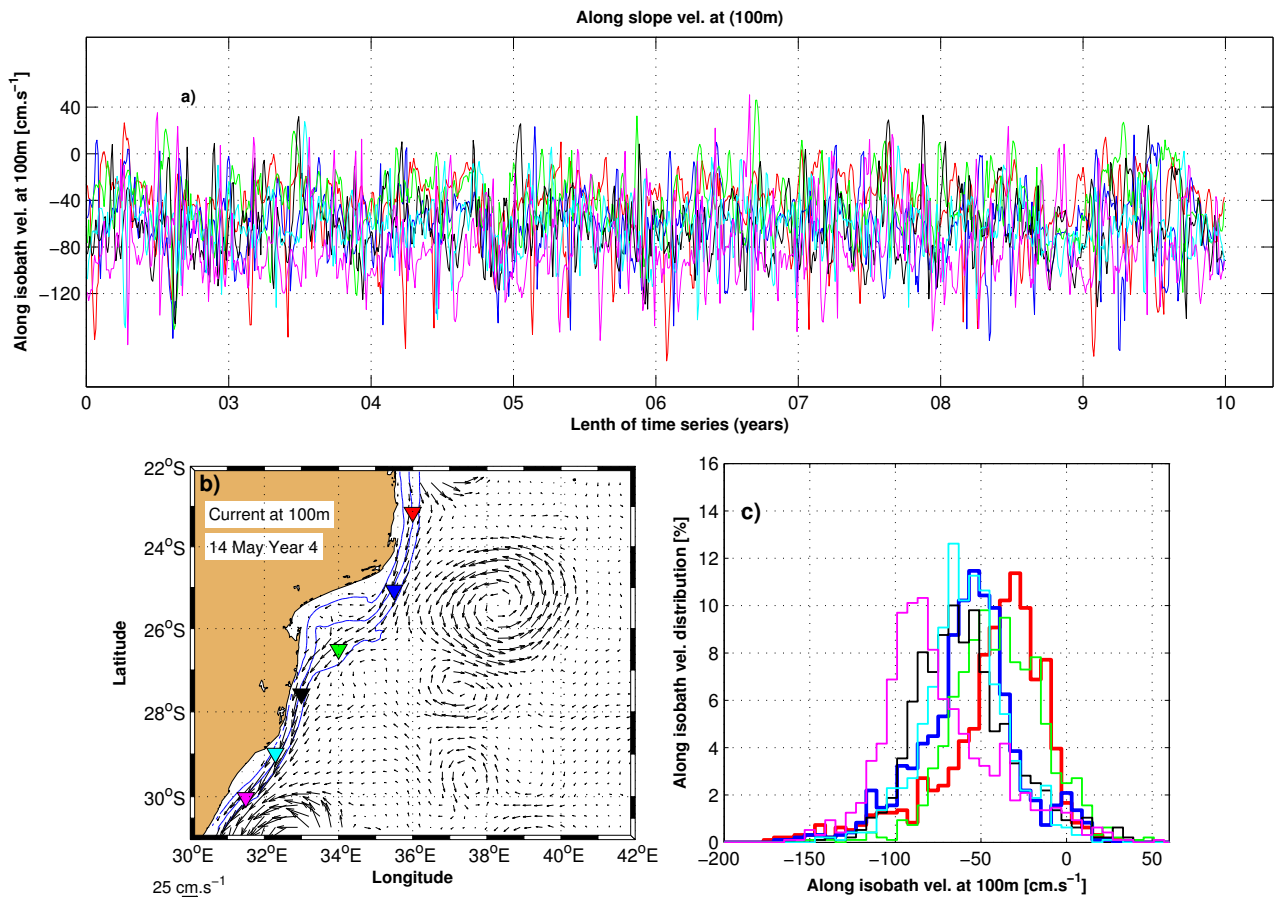 Along slope vel. at (100m)
Along isobath vel. at 100m [cm.s⁻¹]
a)
40
0
−40
−80
−120
0 03 04 05 06 07 08 9 10
Lenth of time series (years)
b)
Current at 100m
14 May Year 4
Latitude
22°S
24°S
26°S
28°S
30°S
30°E 32°E 34°E 36°E 38°E 40°E 42°E
Longitude
25 cm.s⁻¹
c)
Along isobath vel. distribution [%]
16
14
12
10
8
6
4
2
0
−200 −150 −100 −50 0 50
Along isobath vel. at 100m [cm.s⁻¹]